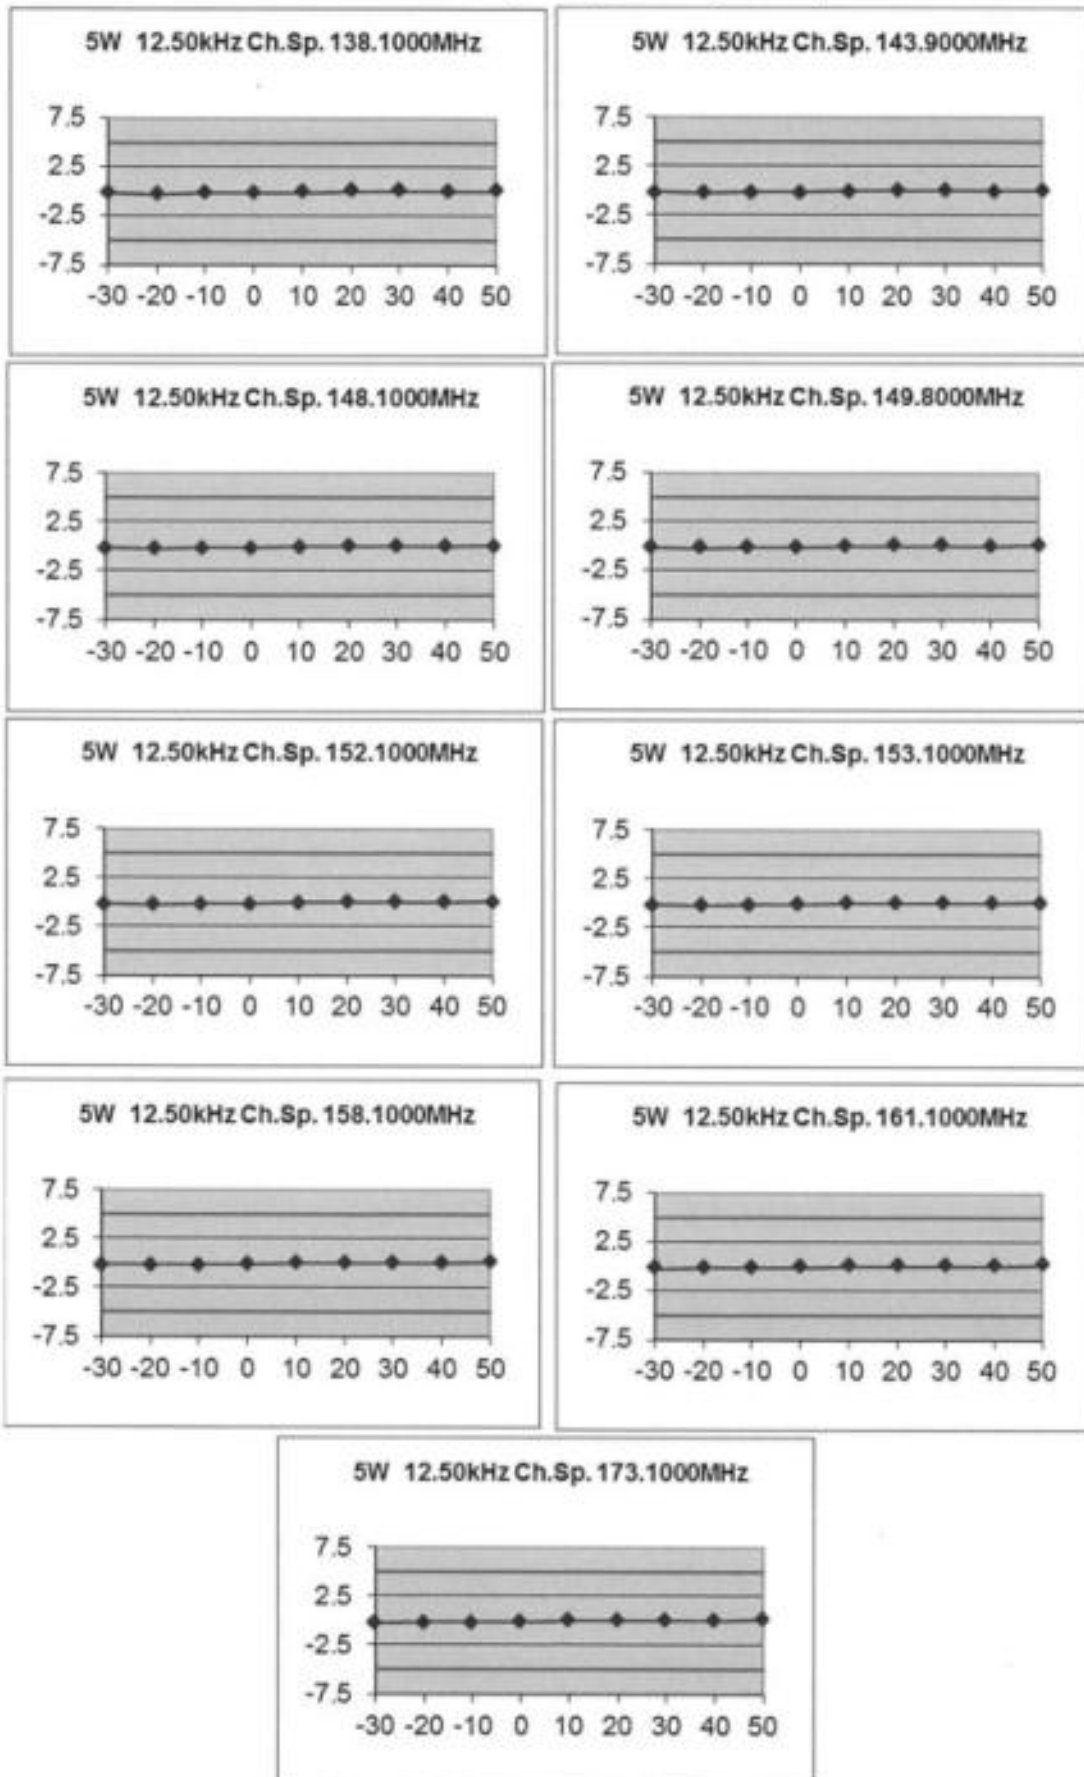 5W 12.50kHz Ch.Sp. 138.1000MHz
7.5
2.5
-2.5
-7.5
-30 -20 -10 0 10 20 30 40 50
5W 12.50kHz Ch.Sp. 143.9000MHz
7.5
2.5
-2.5
-7.5
-30 -20 -10 0 10 20 30 40 50
5W 12.50kHz Ch.Sp. 148.1000MHz
7.5
2.5
-2.5
-7.5
-30 -20 -10 0 10 20 30 40 50
5W 12.50kHz Ch.Sp. 149.8000MHz
7.5
2.5
-2.5
-7.5
-30 -20 -10 0 10 20 30 40 50
5W 12.50kHz Ch.Sp. 152.1000MHz
7.5
2.5
-2.5
-7.5
-30 -20 -10 0 10 20 30 40 50
5W 12.50kHz Ch.Sp. 153.1000MHz
7.5
2.5
-2.5
-7.5
-30 -20 -10 0 10 20 30 40 50
5W 12.50kHz Ch.Sp. 158.1000MHz
7.5
2.5
-2.5
-7.5
-30 -20 -10 0 10 20 30 40 50
5W 12.50kHz Ch.Sp. 161.1000MHz
7.5
2.5
-2.5
-7.5
-30 -20 -10 0 10 20 30 40 50
5W 12.50kHz Ch.Sp. 173.1000MHz
7.5
2.5
-2.5
-7.5
-30 -20 -10 0 10 20 30 40 50